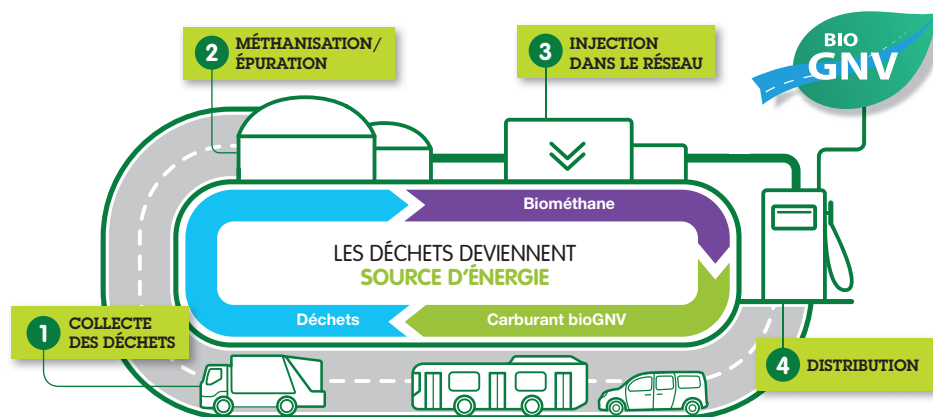 BIO
GNV
2
MÉTHANISATION/
ÉPURATION
3
INJECTION
DANS LE RÉSEAU
Biométhane
LES DÉCHETS DEVIENNENT
SOURCE D'ÉNERGIE
Déchets
Carburant bioGNV
1
COLLECTE
DES DÉCHETS
4
DISTRIBUTION